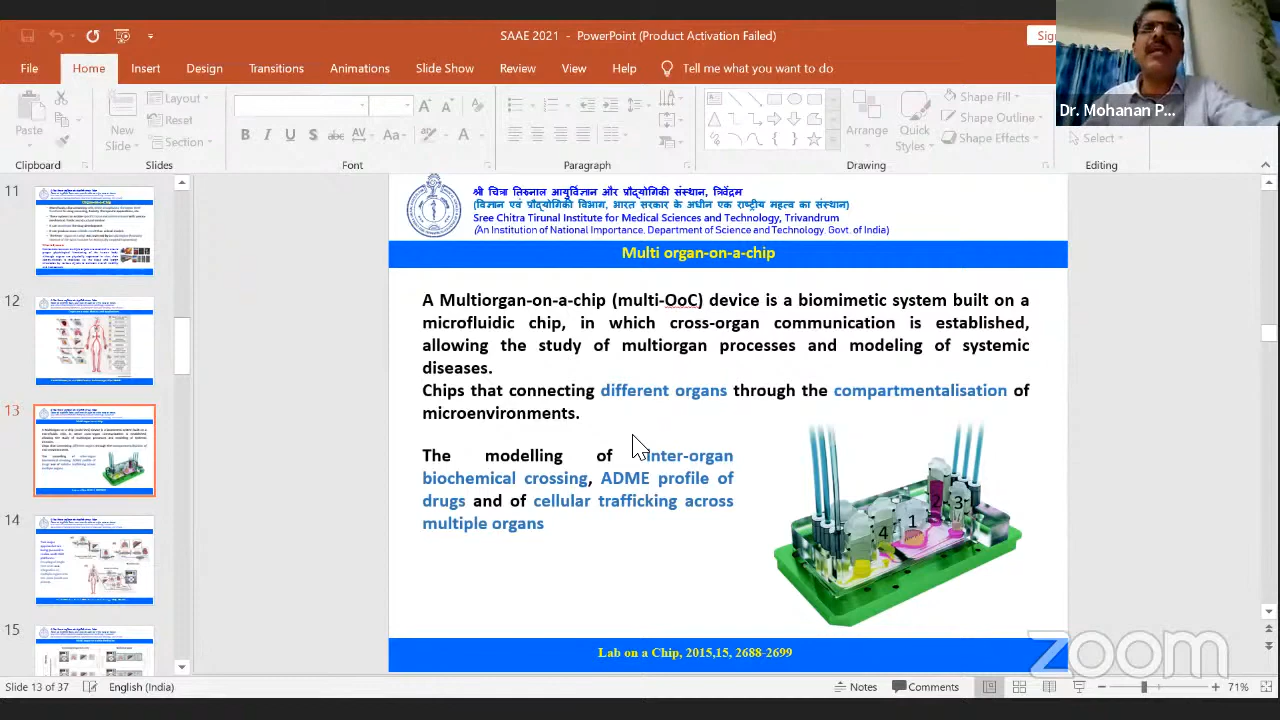 SAAE 2021 - PowerPoint (Product Activation Failed)
Sig
File Home Insert Design Transitions Animations Slide Show Review View Help Tell me what you want to do
Paste
New
Slide
Layout
Reset
Section
B I U S abc AV Aa A
Arrange
Quick
Styles
Shape Fill
Shape Outline
Shape Effects
Select
Clipboard Slides Font Paragraph Drawing Editing
Dr. Mohanan P...
11
12
13
14
15
श्री चित्रा तिरुनाल आयुर्विज्ञान और प्रौद्योगिकी संस्थान, त्रिवेंद्रम
(विज्ञान एवं प्रौद्योगिकी विभाग, भारत सरकार के अधीन एक राष्ट्रीय महत्व का संस्थान)
Sree Chitra Tirunal Institute for Medical Sciences and Technology, Trivandrum
(An Institution of National Importance, Department of Science and Technology, Govt. of India)
Multi organ-on-a-chip
A Multiorgan-on-a-chip (multi-OoC) device is a biomimetic system built on a
microfluidic chip, in which cross-organ communication is established,
allowing the study of multiorgan processes and modeling of systemic
diseases.
Chips that connecting different organs through the compartmentalisation of
microenvironments.
The modelling of inter-organ
biochemical crossing, ADME profile of
drugs and of cellular trafficking across
multiple organs
4 1
Lab on a Chip, 2015,15, 2688-2699
zoom
Slide 13 of 37 English (India) Notes Comments 71%